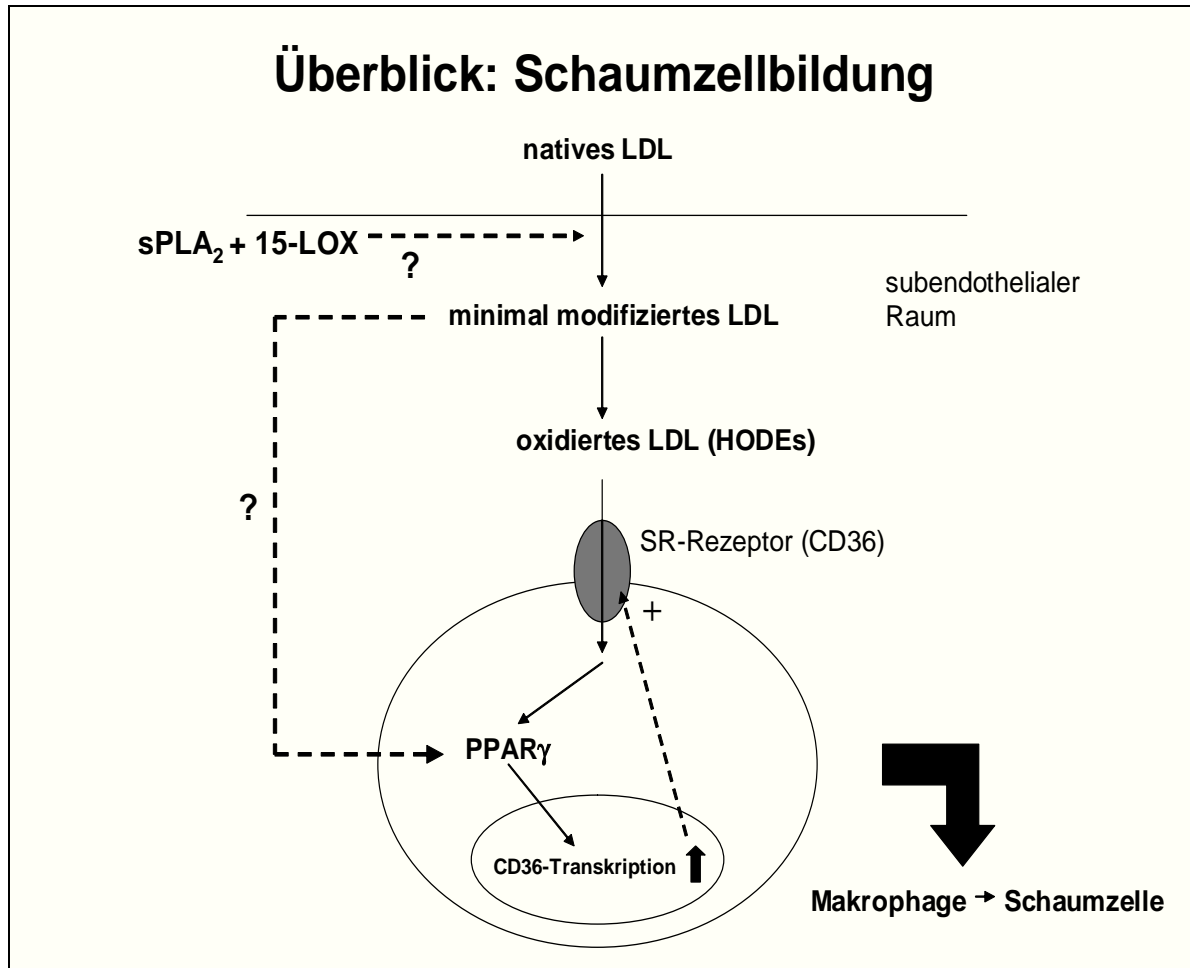 Überblick: Schaumzellbildung
natives LDL
sPLA₂ + 15-LOX
?
subendothelialer
Raum
minimal modifiziertes LDL
oxidiertes LDL (HODEs)
?
SR-Rezeptor (CD36)
+
PPARγ
CD36-Transkription
Makrophage → Schaumzelle